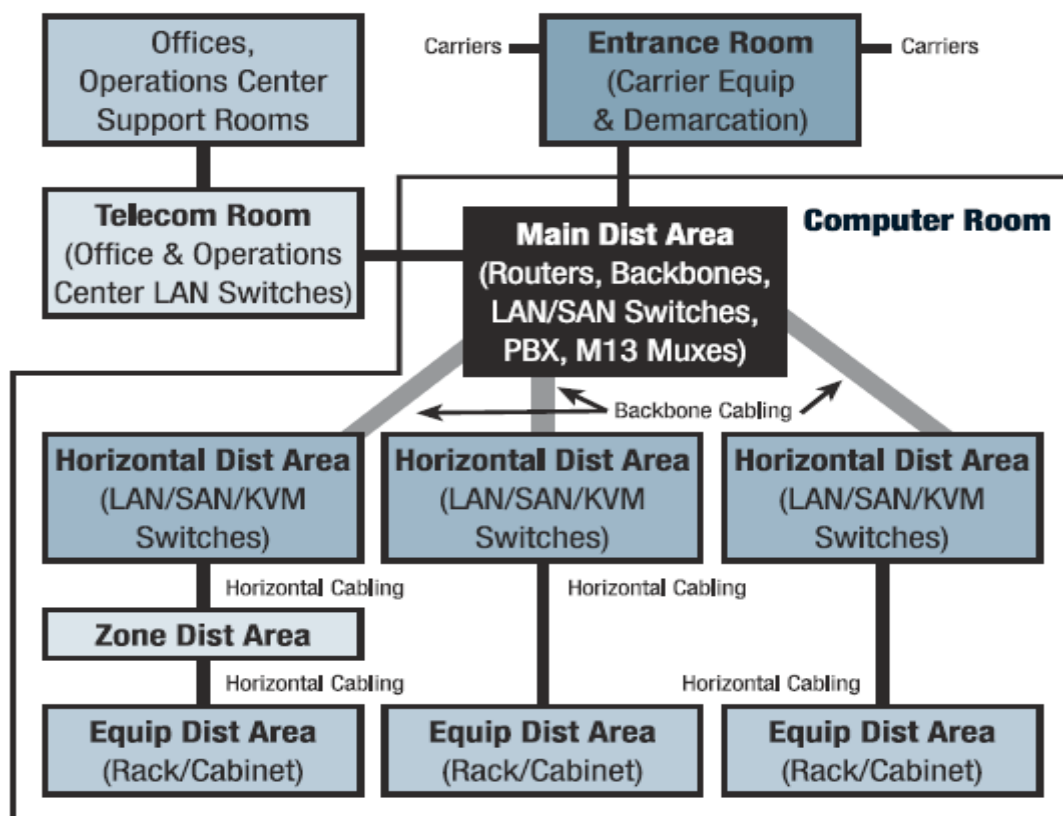 Offices,
Operations Center
Support Rooms
Carriers
Entrance Room
(Carrier Equip
& Demarcation)
Carriers
Telecom Room
(Office & Operations
Center LAN Switches)
Main Dist Area
(Routers, Backbones,
LAN/SAN Switches,
PBX, M13 Muxes)
Computer Room
Backbone Cabling
Horizontal Dist Area
(LAN/SAN/KVM
Switches)
Horizontal Dist Area
(LAN/SAN/KVM
Switches)
Horizontal Dist Area
(LAN/SAN/KVM
Switches)
Horizontal Cabling
Horizontal Cabling
Zone Dist Area
Horizontal Cabling
Horizontal Cabling
Equip Dist Area
(Rack/Cabinet)
Equip Dist Area
(Rack/Cabinet)
Equip Dist Area
(Rack/Cabinet)